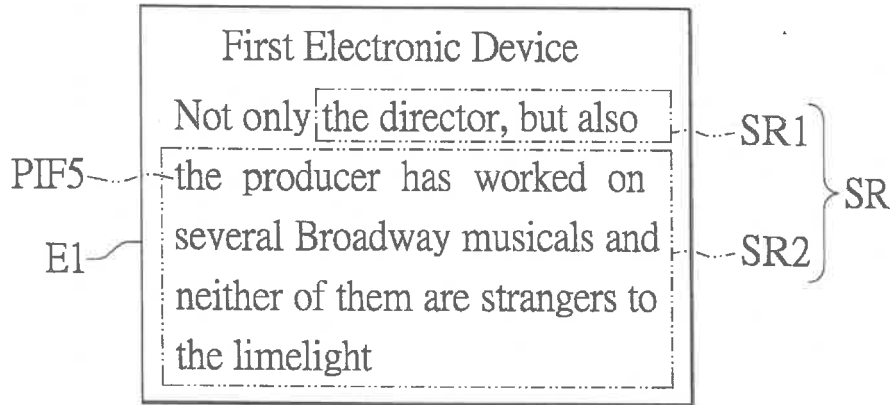 First Electronic Device
Not only the director, but also
SR1
PIF5
the producer has worked on
SR
several Broadway musicals and
E1
SR2
neither of them are strangers to
the limelight